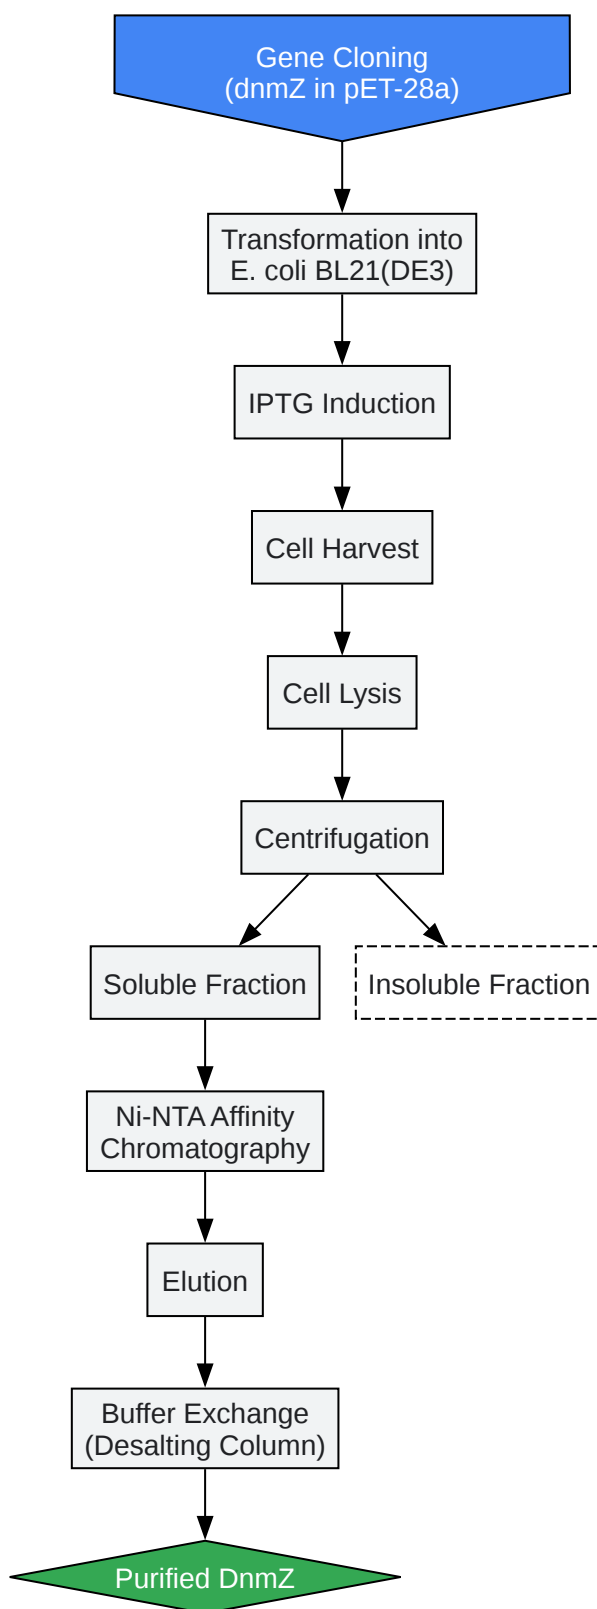 Gene Cloning
(dnmZ in pET-28a)
Transformation into
E. coli BL21(DE3)
IPTG Induction
Cell Harvest
Cell Lysis
Centrifugation
Soluble Fraction
Insoluble Fraction
Ni-NTA Affinity
Chromatography
Elution
Buffer Exchange
(Desalting Column)
Purified DnmZ